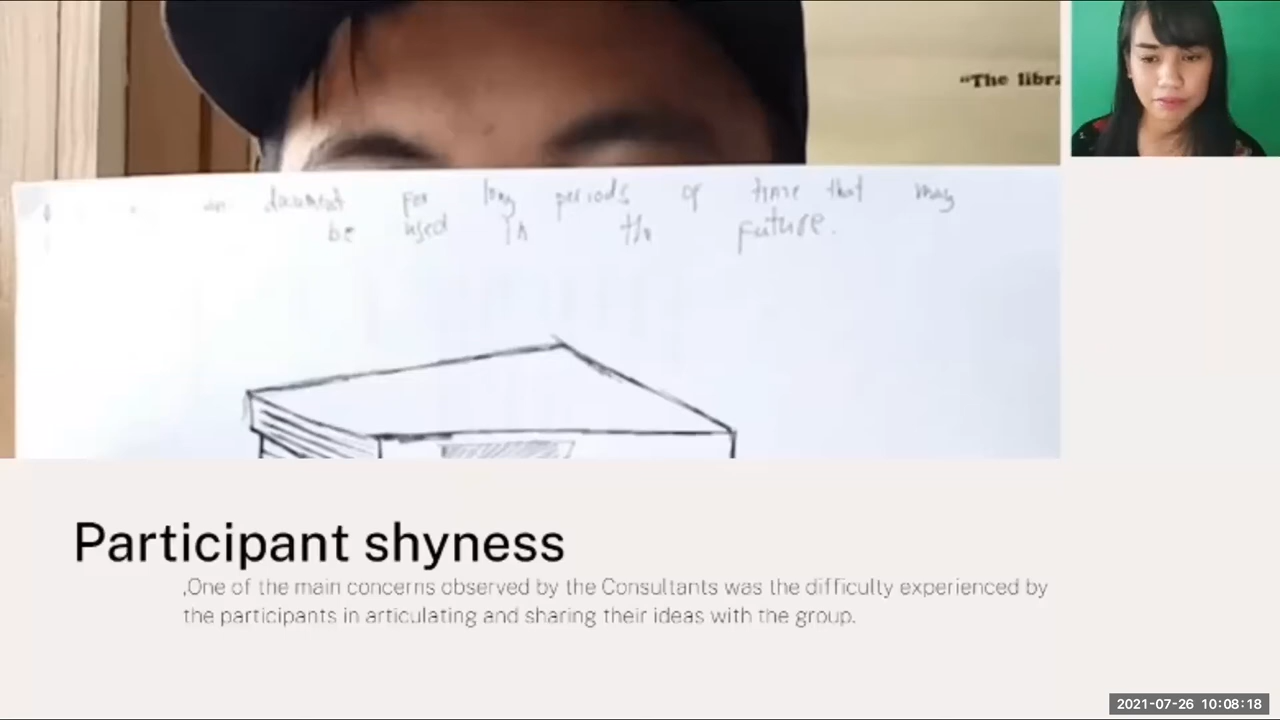 “The libra
document for long periods of time that may
be used in the future.
Participant shyness
,One of the main concerns observed by the Consultants was the difficulty experienced by
the participants in articulating and sharing their ideas with the group.
2021-07-26 10:08:18